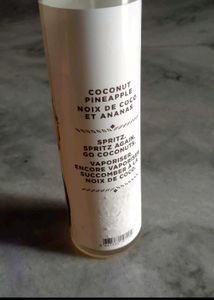 COCONUT
PINEAPPLE
NOIX DE COCO
ET ANANAS
SPRITZ,
SPRITZ AGAIN,
GO COCONUTS.
VAPORISER,
ENCORE VAPORISER
SUCCOMBER À LA
NOIX DE COCO.